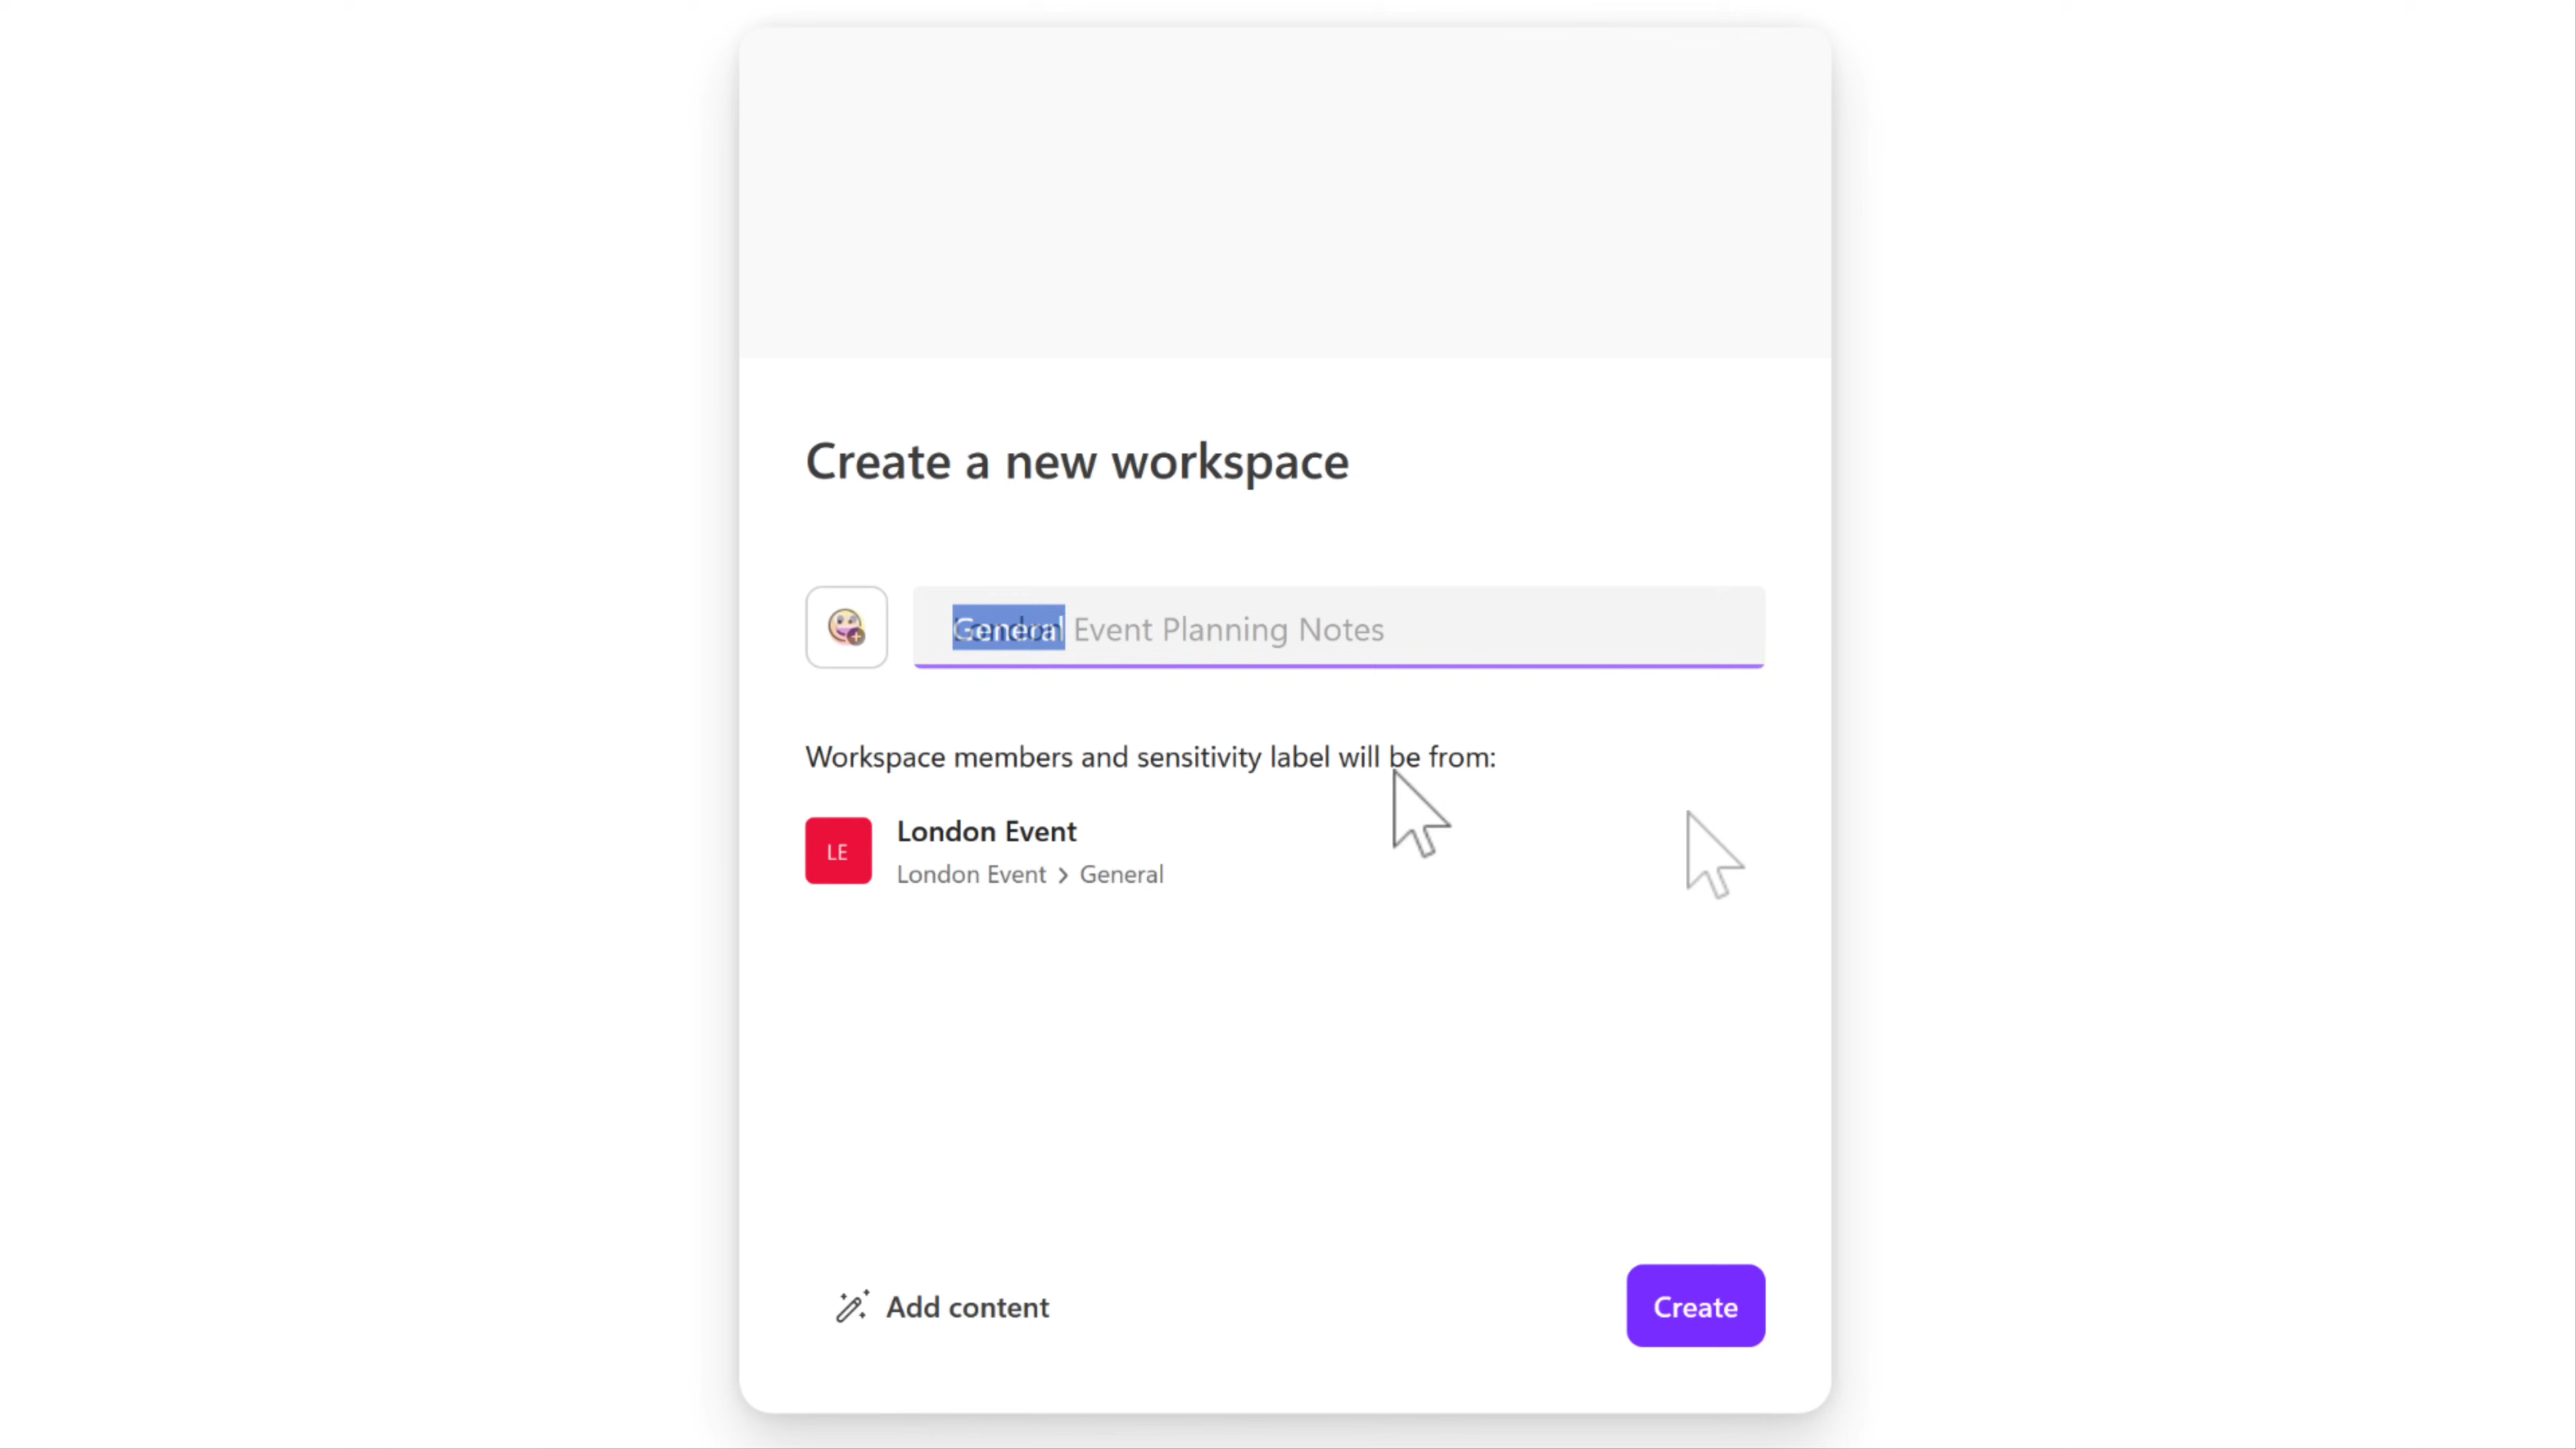 Create a new workspace
General Event Planning Notes
Workspace members and sensitivity label will be from:
LE
London Event
London Event > General
Add content
Create